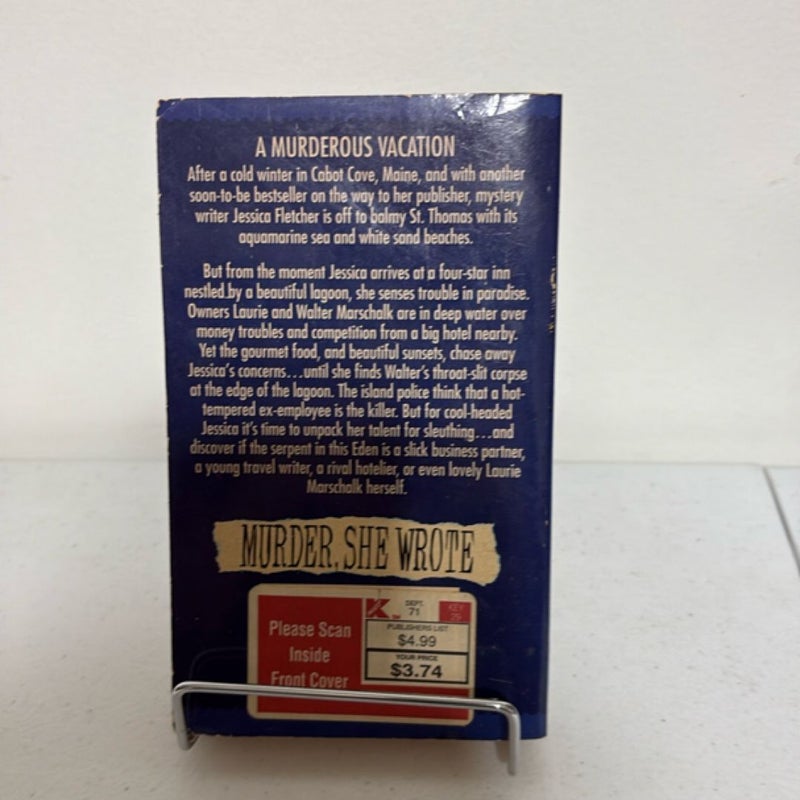 A MURDEROUS VACATION
After a cold winter in Cabot Cove, Maine, and with another
soon-to-be bestseller on the way to her publisher, mystery
writer Jessica Fletcher is off to balmy St. Thomas with its
aquamarine sea and white sand beaches.
But from the moment Jessica arrives at a four-star inn
nestled by a beautiful lagoon, she senses trouble in paradise.
Owners Laurie and Walter Marschalk are in deep water over
money troubles and competition from a big hotel nearby.
Yet the gourmet food, and beautiful sunsets, chase away
Jessica's concerns...until she finds Walter's throat-slit corpse
at the edge of the lagoon. The island police think that a hot-
tempered ex-employee is the killer. But for cool-headed
Jessica it's time to unpack her talent for sleuthing...and
discover if the serpent in this Eden is a slick business partner,
a young travel writer, a rival hotelier, or even lovely Laurie
Marschalk herself.
MURDER, SHE WROTE
Please Scan
Inside
Front Cover
K SM
DEPT.
71
KEY
25
PUBLISHERS LIST
$4.99
YOUR PRICE
$3.74